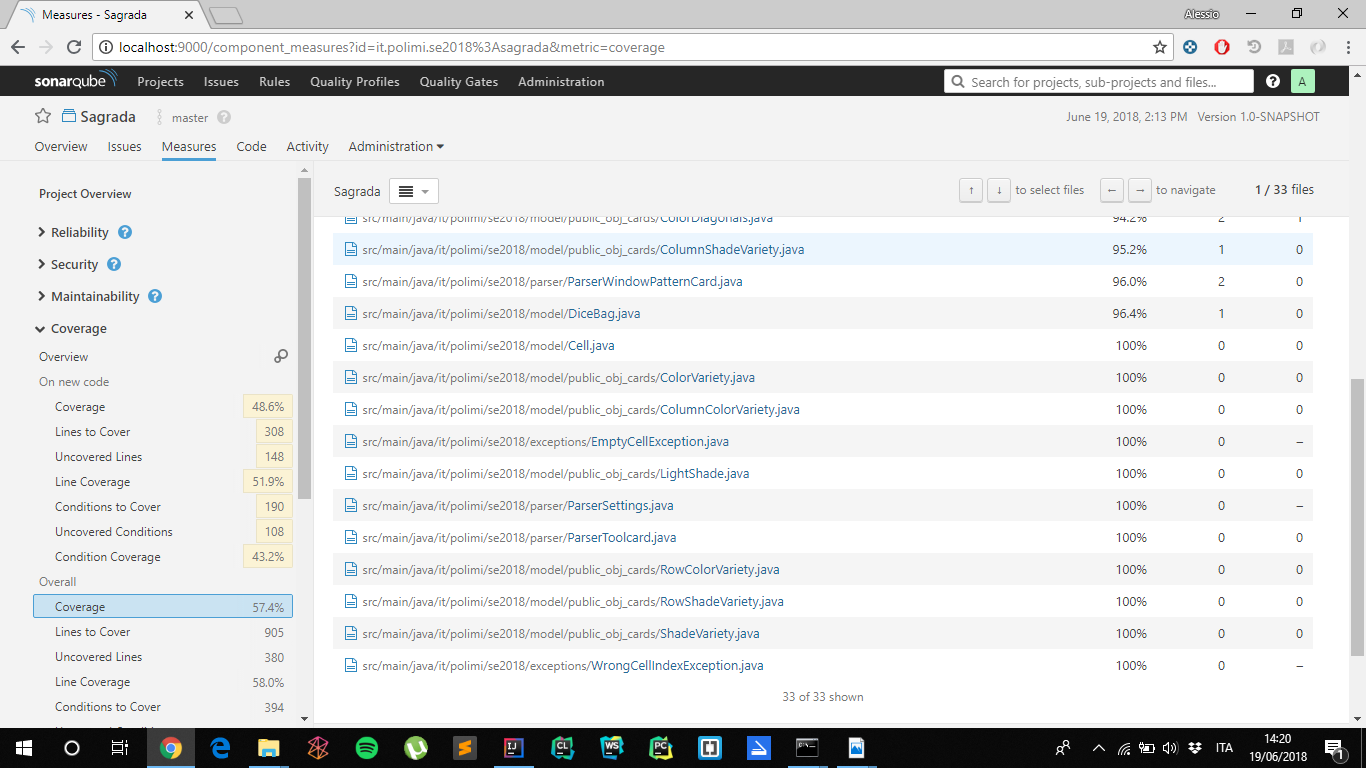 Measures - Sagrada
Alessio
localhost:9000/component_measures?id=it.polimi.se2018%3Asagrada&metric=coverage
sonarqube Projects Issues Rules Quality Profiles Quality Gates Administration Search for projects, sub-projects and files... A
Sagrada master June 19, 2018, 2:13 PM Version 1.0-SNAPSHOT
Overview Issues Measures Code Activity Administration
Project Overview
Reliability
Security
Maintainability
Coverage
Overview
On new code
Coverage 48.6%
Lines to Cover 308
Uncovered Lines 148
Line Coverage 51.9%
Conditions to Cover 190
Uncovered Conditions 108
Condition Coverage 43.2%
Overall
Coverage 57.4%
Lines to Cover 905
Uncovered Lines 380
Line Coverage 58.0%
Conditions to Cover 394
Sagrada ↑ ↓ to select files ← → to navigate 1 / 33 files
src/main/java/it/polimi/se2018/model/public_obj_cards/ColorDiagonals.java 94.2% 2 1
src/main/java/it/polimi/se2018/model/public_obj_cards/ColumnShadeVariety.java 95.2% 1 0
src/main/java/it/polimi/se2018/parser/ParserWindowPatternCard.java 96.0% 2 0
src/main/java/it/polimi/se2018/model/DiceBag.java 96.4% 1 0
src/main/java/it/polimi/se2018/model/Cell.java 100% 0 0
src/main/java/it/polimi/se2018/model/public_obj_cards/ColorVariety.java 100% 0 0
src/main/java/it/polimi/se2018/model/public_obj_cards/ColumnColorVariety.java 100% 0 0
src/main/java/it/polimi/se2018/exceptions/EmptyCellException.java 100% 0 –
src/main/java/it/polimi/se2018/model/public_obj_cards/LightShade.java 100% 0 0
src/main/java/it/polimi/se2018/parser/ParserSettings.java 100% 0 –
src/main/java/it/polimi/se2018/parser/ParserToolcard.java 100% 0 0
src/main/java/it/polimi/se2018/model/public_obj_cards/RowColorVariety.java 100% 0 0
src/main/java/it/polimi/se2018/model/public_obj_cards/RowShadeVariety.java 100% 0 0
src/main/java/it/polimi/se2018/model/public_obj_cards/ShadeVariety.java 100% 0 0
src/main/java/it/polimi/se2018/exceptions/WrongCellIndexException.java 100% 0 –
33 of 33 shown
ITA
14:20
19/06/2018